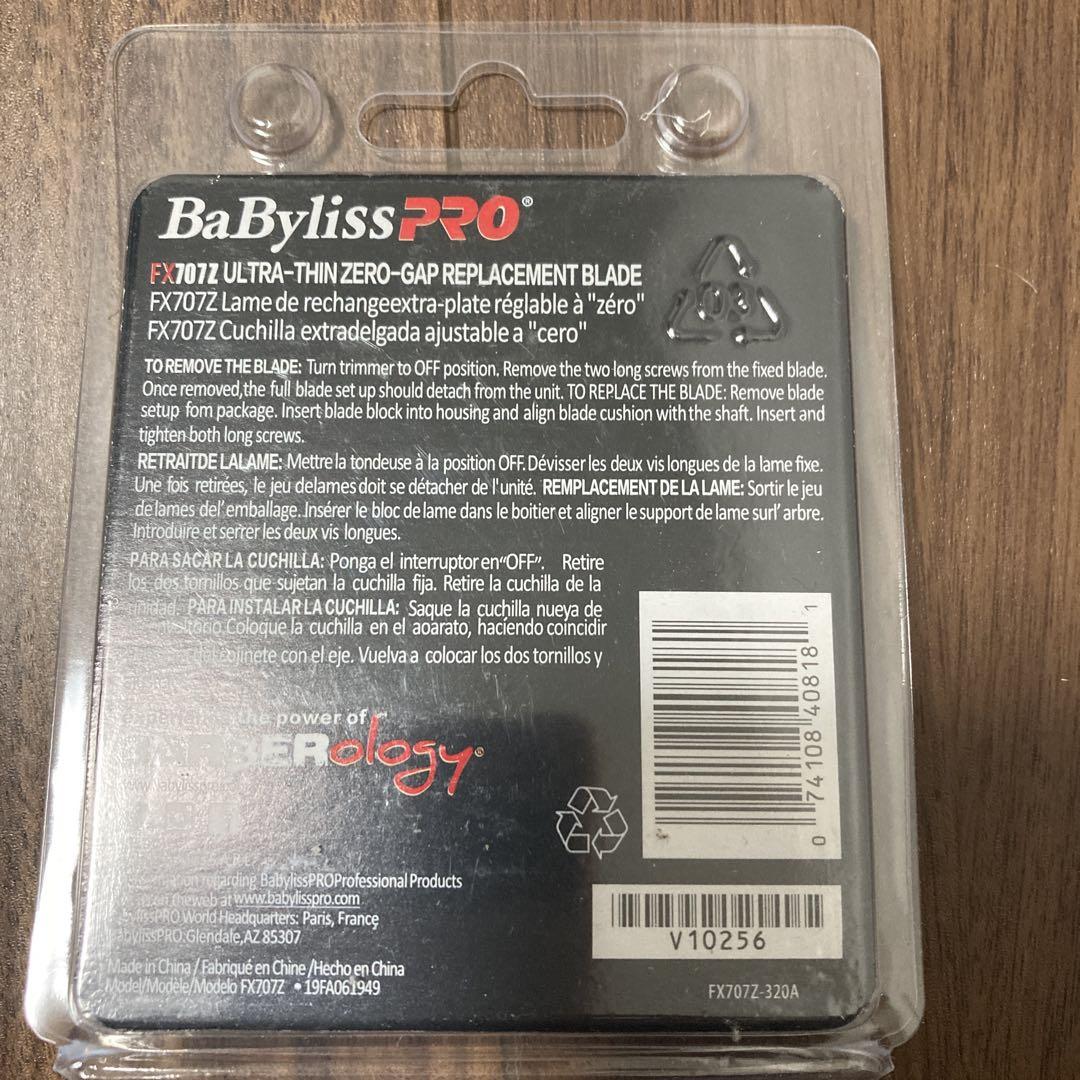 BaBylissPRO®
FX707Z ULTRA-THIN ZERO-GAP REPLACEMENT BLADE
FX707Z Lame de rechangeextra-plate réglable à "zéro"
FX707Z Cuchilla extradelgada ajustable a "cero"
TO REMOVE THE BLADE: Turn trimmer to OFF position. Remove the two long screws from the fixed blade.
Once removed,the full blade set up should detach from the unit. TO REPLACE THE BLADE: Remove blade
setup fom package. Insert blade block into housing and align blade cushion with the shaft. Insert and
tighten both long screws.
RETRAITDE LALAME: Mettre la tondeuse à la position OFF. Dévisser les deux vis longues de la lame fixe.
Une fois retirées, le jeu delames doit se détacher de l'unité. REMPLACEMENT DE LA LAME: Sortir le jeu
de lames del'emballage. Insérer le bloc de lame dans le boitier et aligner le support de lame surl'arbre.
Introduire et serrer les deux vis longues.
PARA SACAR LA CUCHILLA: Ponga el interruptor en "OFF". Retire
los dos tornillos que sujetan la cuchilla fija. Retire la cuchilla de la
unidad. PARA INSTALAR LA CUCHILLA: Saque la cuchilla nueva de
Coloque la cuchilla en el aoarato, haciendo coincidir
cojinete con el eje. Vuelva a colocar los dos tornillos y
the power of
BERology®
regarding BabylissPROProfessional Products
on theweb at www.babylisspro.com
BabylissPRO World Headquarters: Paris, France
BabylissPRO.Glendale,AZ 85307
Made in China / Fabriqué en Chine /Hecho en China
Model/Modèle/Modelo FX707Z • 19FA061949
0 74108 40818 1
V10256
FX707Z-320A